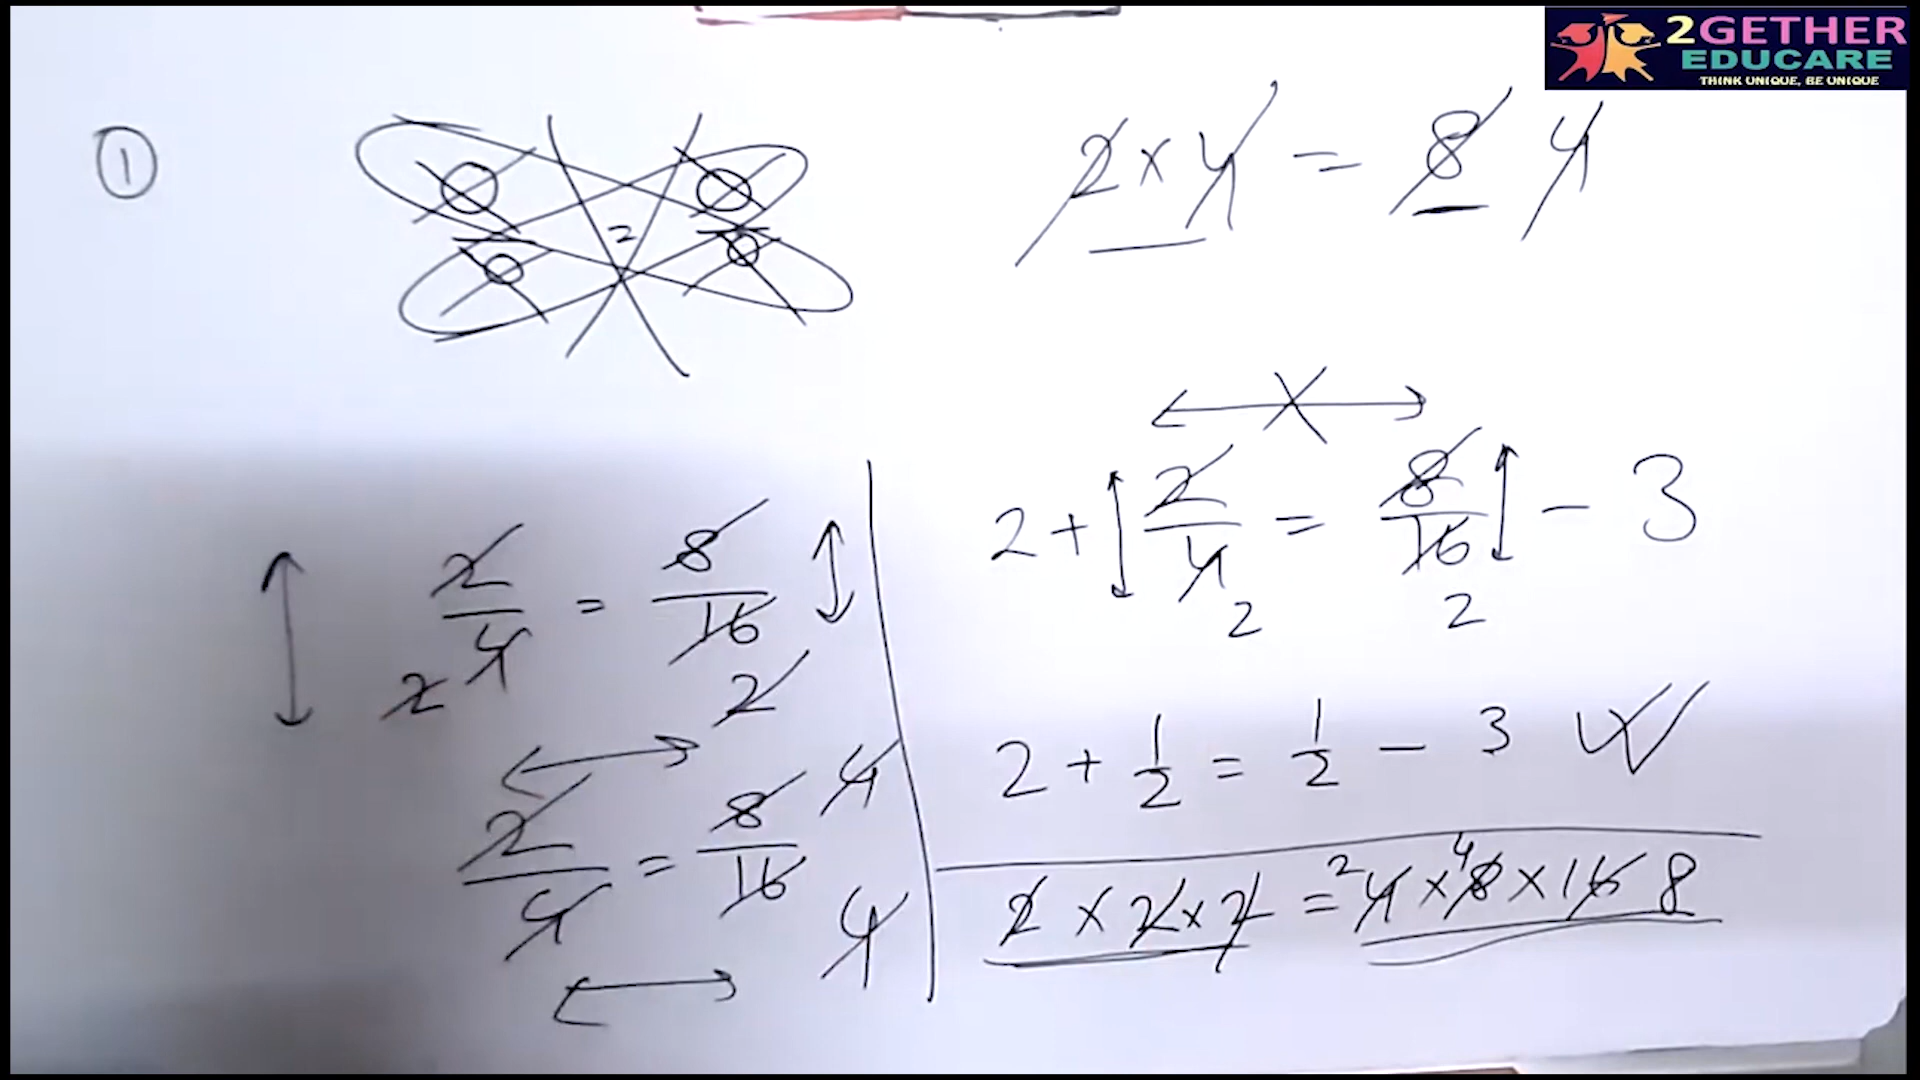 2GETHER
EDUCARE
THINK UNIQUE, BE UNIQUE
1
=
2 × 4 = 8 4
2 + 2/4 = 8/16 - 3
2 2
2/4 = 8/16
2 2
2 + 1/2 = 1/2 - 3
2/4 = 8/16
4
4
2 × 2 × 2 = 4 × 8 × 16
2 4 8